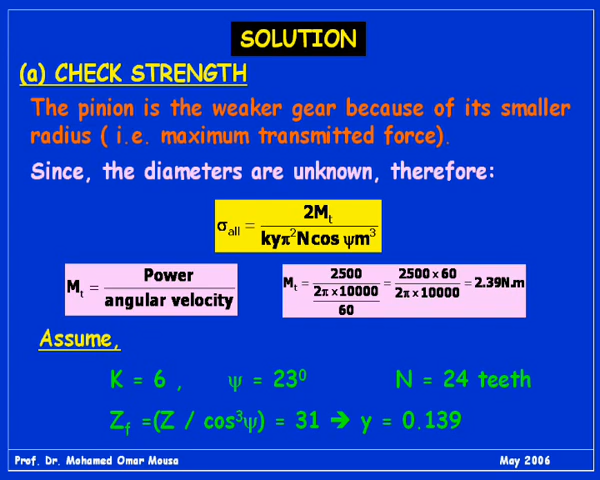 SOLUTION
(a) CHECK STRENGTH
The pinion is the weaker gear because of its smaller
radius ( i.e. maximum transmitted force).
Since, the diameters are unknown, therefore:
σall = 2Mt / kyπ²Ncos ψm³
Mt = Power / angular velocity
Mt = 2500 / (2π×10000 / 60) = 2500×60 / 2π×10000 = 2.39N.m
Assume,
K = 6 , ψ = 23⁰ N = 24 teeth
Zf =(Z / cos³ψ) = 31 ➔ y = 0.139
Prof. Dr. Mohamed Omar Mousa May 2006